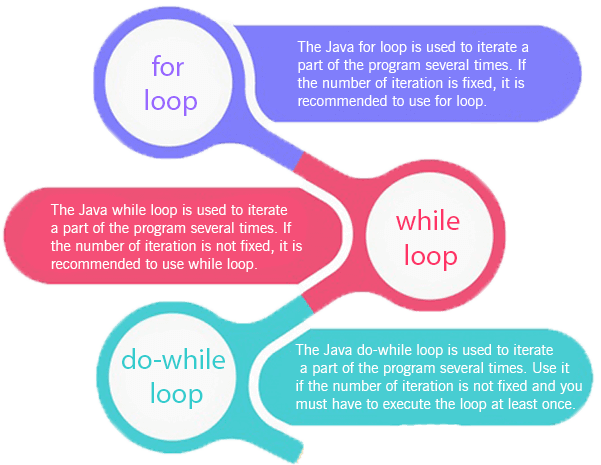 for
loop
The Java for loop is used to iterate a
part of the program several times. If
the number of iteration is fixed, it is
recommended to use for loop.
The Java while loop is used to iterate
a part of the program several times. If
the number of iteration is not fixed, it is
recommended to use while loop.
while
loop
do-while
loop
The Java do-while loop is used to iterate
a part of the program several times. Use it
if the number of iteration is not fixed and you
must have to execute the loop at least once.